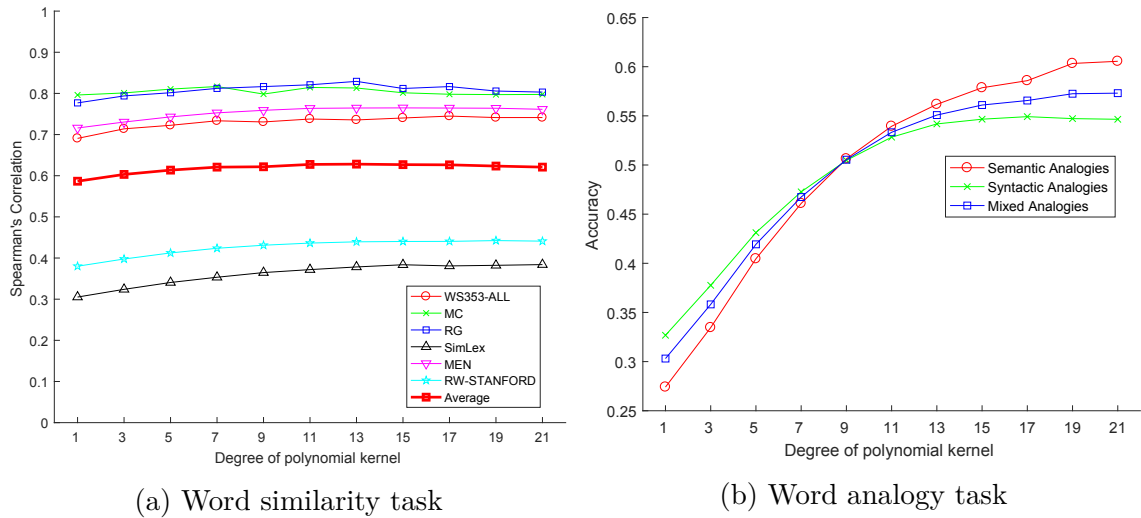 1
0.9
0.8
0.7
0.6
0.5
0.4
0.3
0.2
0.1
0
Spearman's Correlation
1 3 5 7 9 11 13 15 17 19 21
Degree of polynomial kernel
WS353-ALL
MC
RG
SimLex
MEN
RW-STANFORD
Average
(a) Word similarity task
0.65
0.6
0.55
0.5
0.45
0.4
0.35
0.3
0.25
Accuracy
1 3 5 7 9 11 13 15 17 19 21
Degree of polynomial kernel
Semantic Analogies
Syntactic Analogies
Mixed Analogies
(b) Word analogy task